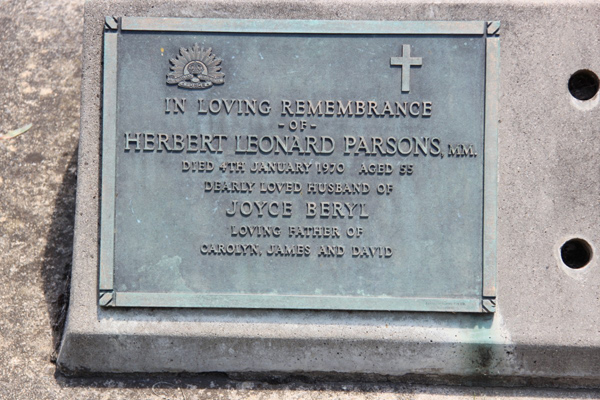 IN LOVING REMEMBRANCE
- OF -
HERBERT LEONARD PARSONS, MM.
DIED 4TH JANUARY 1970 AGED 55
DEARLY LOVED HUSBAND OF
JOYCE BERYL
LOVING FATHER OF
CAROLYN, JAMES AND DAVID